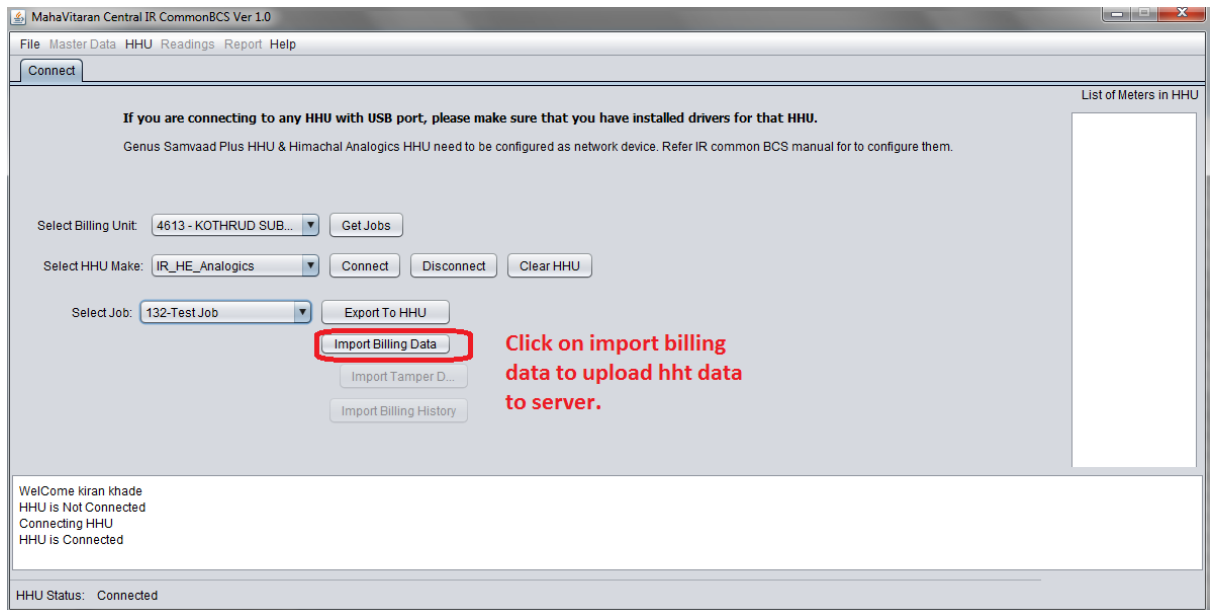 MahaVitaran Central IR CommonBCS Ver 1.0
File Master Data HHU Readings Report Help
Connect
List of Meters in HHU
If you are connecting to any HHU with USB port, please make sure that you have installed drivers for that HHU.
Genus Samvaad Plus HHU & Himachal Analogics HHU need to be configured as network device. Refer IR common BCS manual for to configure them.
Select Billing Unit: 4613 - KOTHRUD SUB... Get Jobs
Select HHU Make: IR_HE_Analogics Connect Disconnect Clear HHU
Select Job: 132-Test Job Export To HHU
Import Billing Data
Import Tamper D...
Import Billing History
Click on import billing
data to upload hht data
to server.
WelCome kiran khade
HHU is Not Connected
Connecting HHU
HHU is Connected
HHU Status: Connected